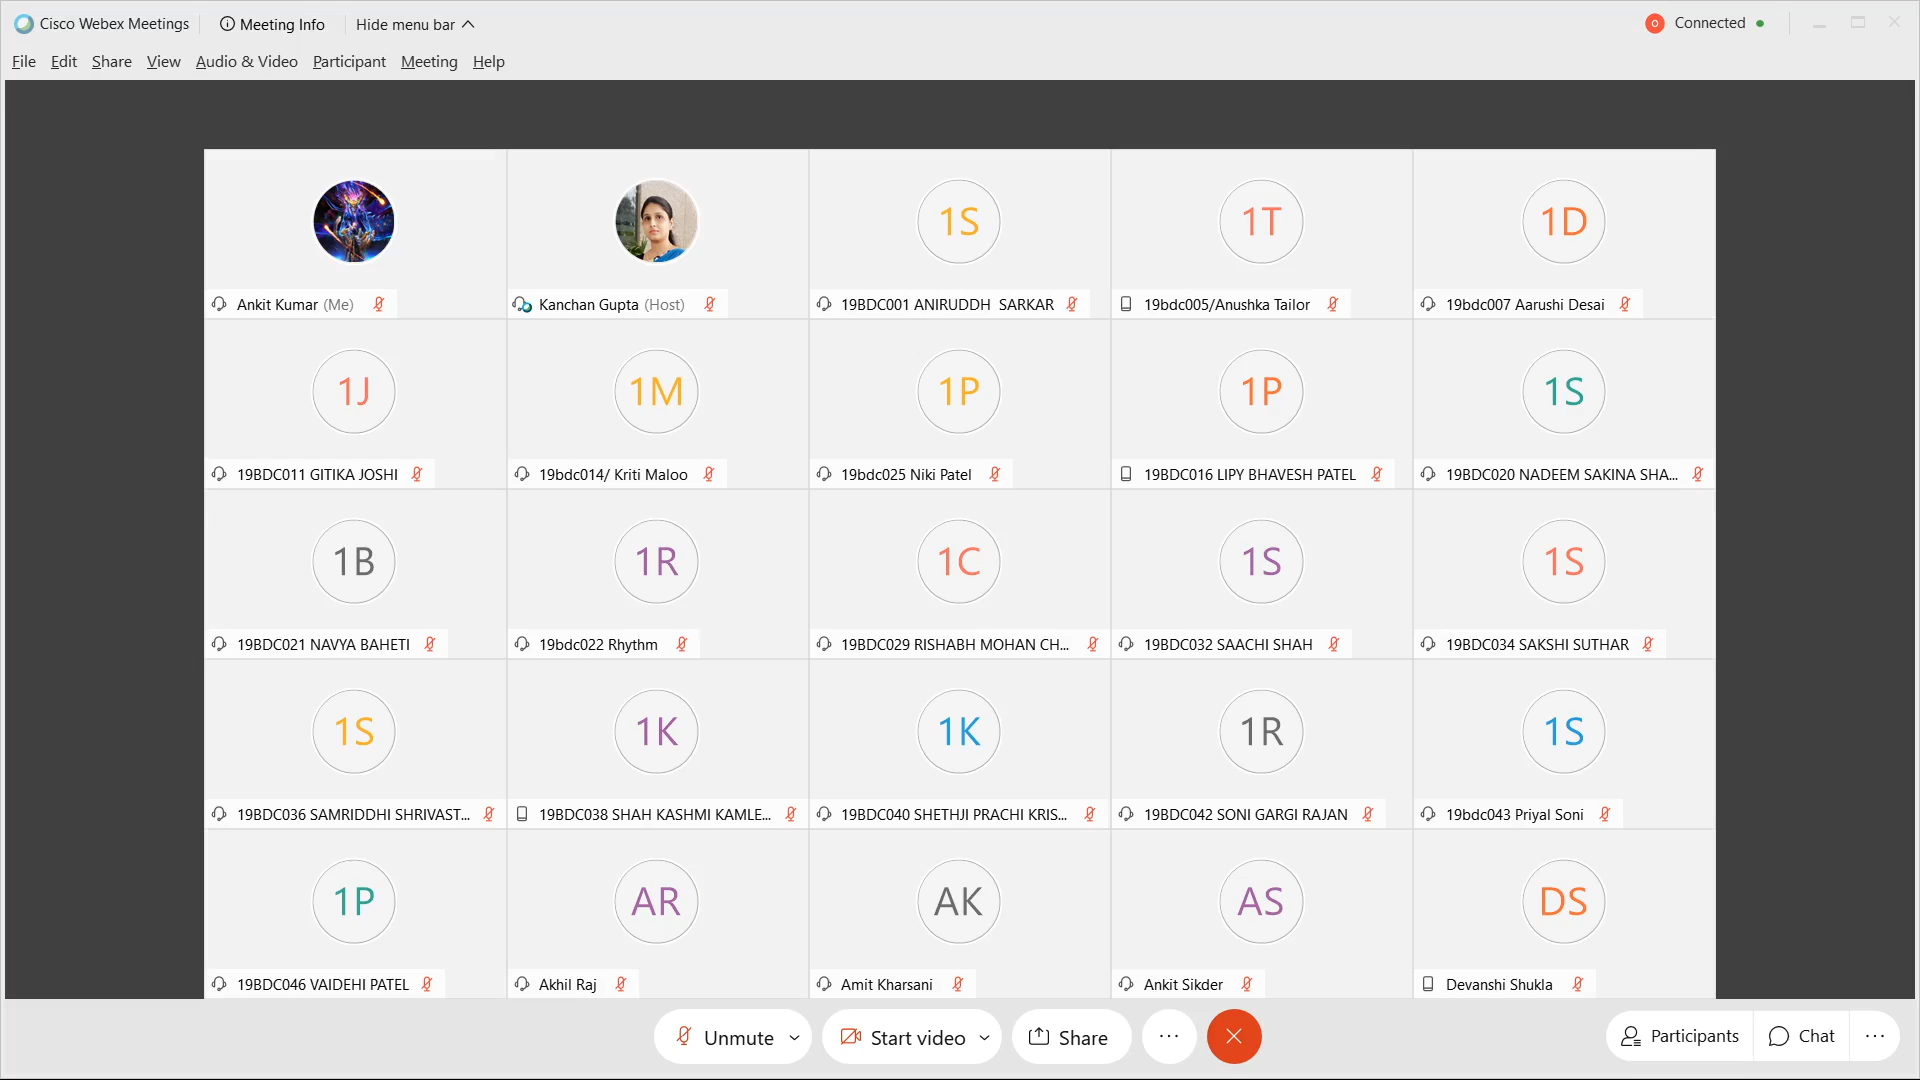 Cisco Webex Meetings Meeting Info Hide menu bar Connected
File Edit Share View Audio & Video Participant Meeting Help
1S 1T 1D
Ankit Kumar (Me) Kanchan Gupta (Host) 19BDC001 ANIRUDDH SARKAR 19bdc005/Anushka Tailor 19bdc007 Aarushi Desai
1J 1M 1P 1P 1S
19BDC011 GITIKA JOSHI 19bdc014/ Kriti Maloo 19bdc025 Niki Patel 19BDC016 LIPY BHAVESH PATEL 19BDC020 NADEEM SAKINA SHA...
1B 1R 1C 1S 1S
19BDC021 NAVYA BAHETI 19bdc022 Rhythm 19BDC029 RISHABH MOHAN CH... 19BDC032 SAACHI SHAH 19BDC034 SAKSHI SUTHAR
1S 1K 1K 1R 1S
19BDC036 SAMRIDDHI SHRIVAST... 19BDC038 SHAH KASHMI KAMLE... 19BDC040 SHETHJI PRACHI KRIS... 19BDC042 SONI GARGI RAJAN 19bdc043 Priyal Soni
1P AR AK AS DS
19BDC046 VAIDEHI PATEL Akhil Raj Amit Kharsani Ankit Sikder Devanshi Shukla
Unmute Start video Share Participants Chat